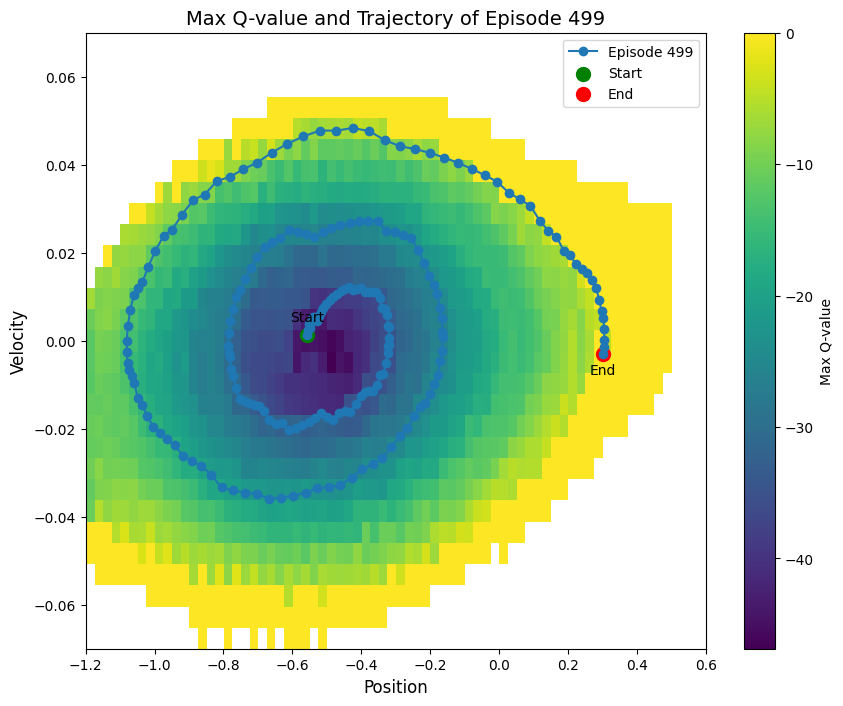 Max Q-value and Trajectory of Episode 499
Episode 499
Start
End
Start
End
Velocity
0.06
0.04
0.02
0.00
−0.02
−0.04
−0.06
−1.2 −1.0 −0.8 −0.6 −0.4 −0.2 0.0 0.2 0.4 0.6
Position
0
−10
−20
−30
−40
Max Q-value